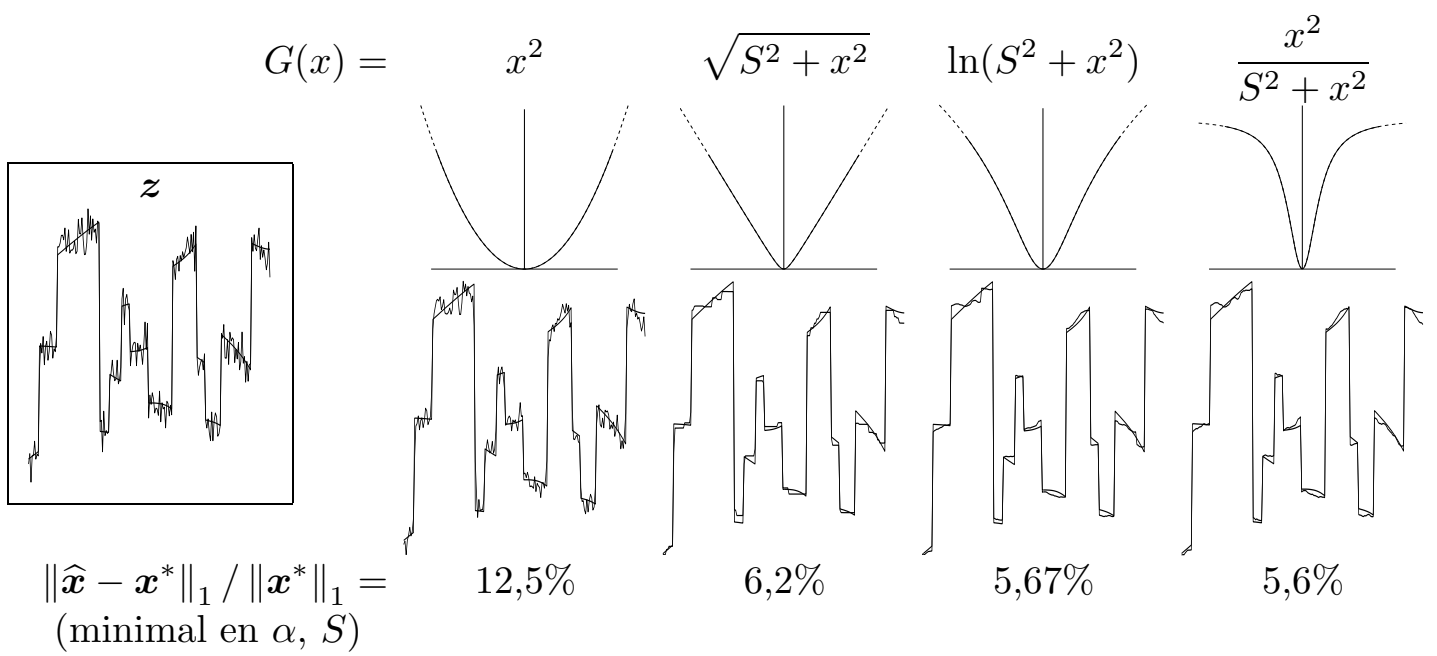 G(x) = x² √(S² + x²) ln(S² + x²) x²/(S² + x²)
z
‖x̂ − x*‖₁ / ‖x*‖₁ = 12,5% 6,2% 5,67% 5,6%
(minimal en α, S)